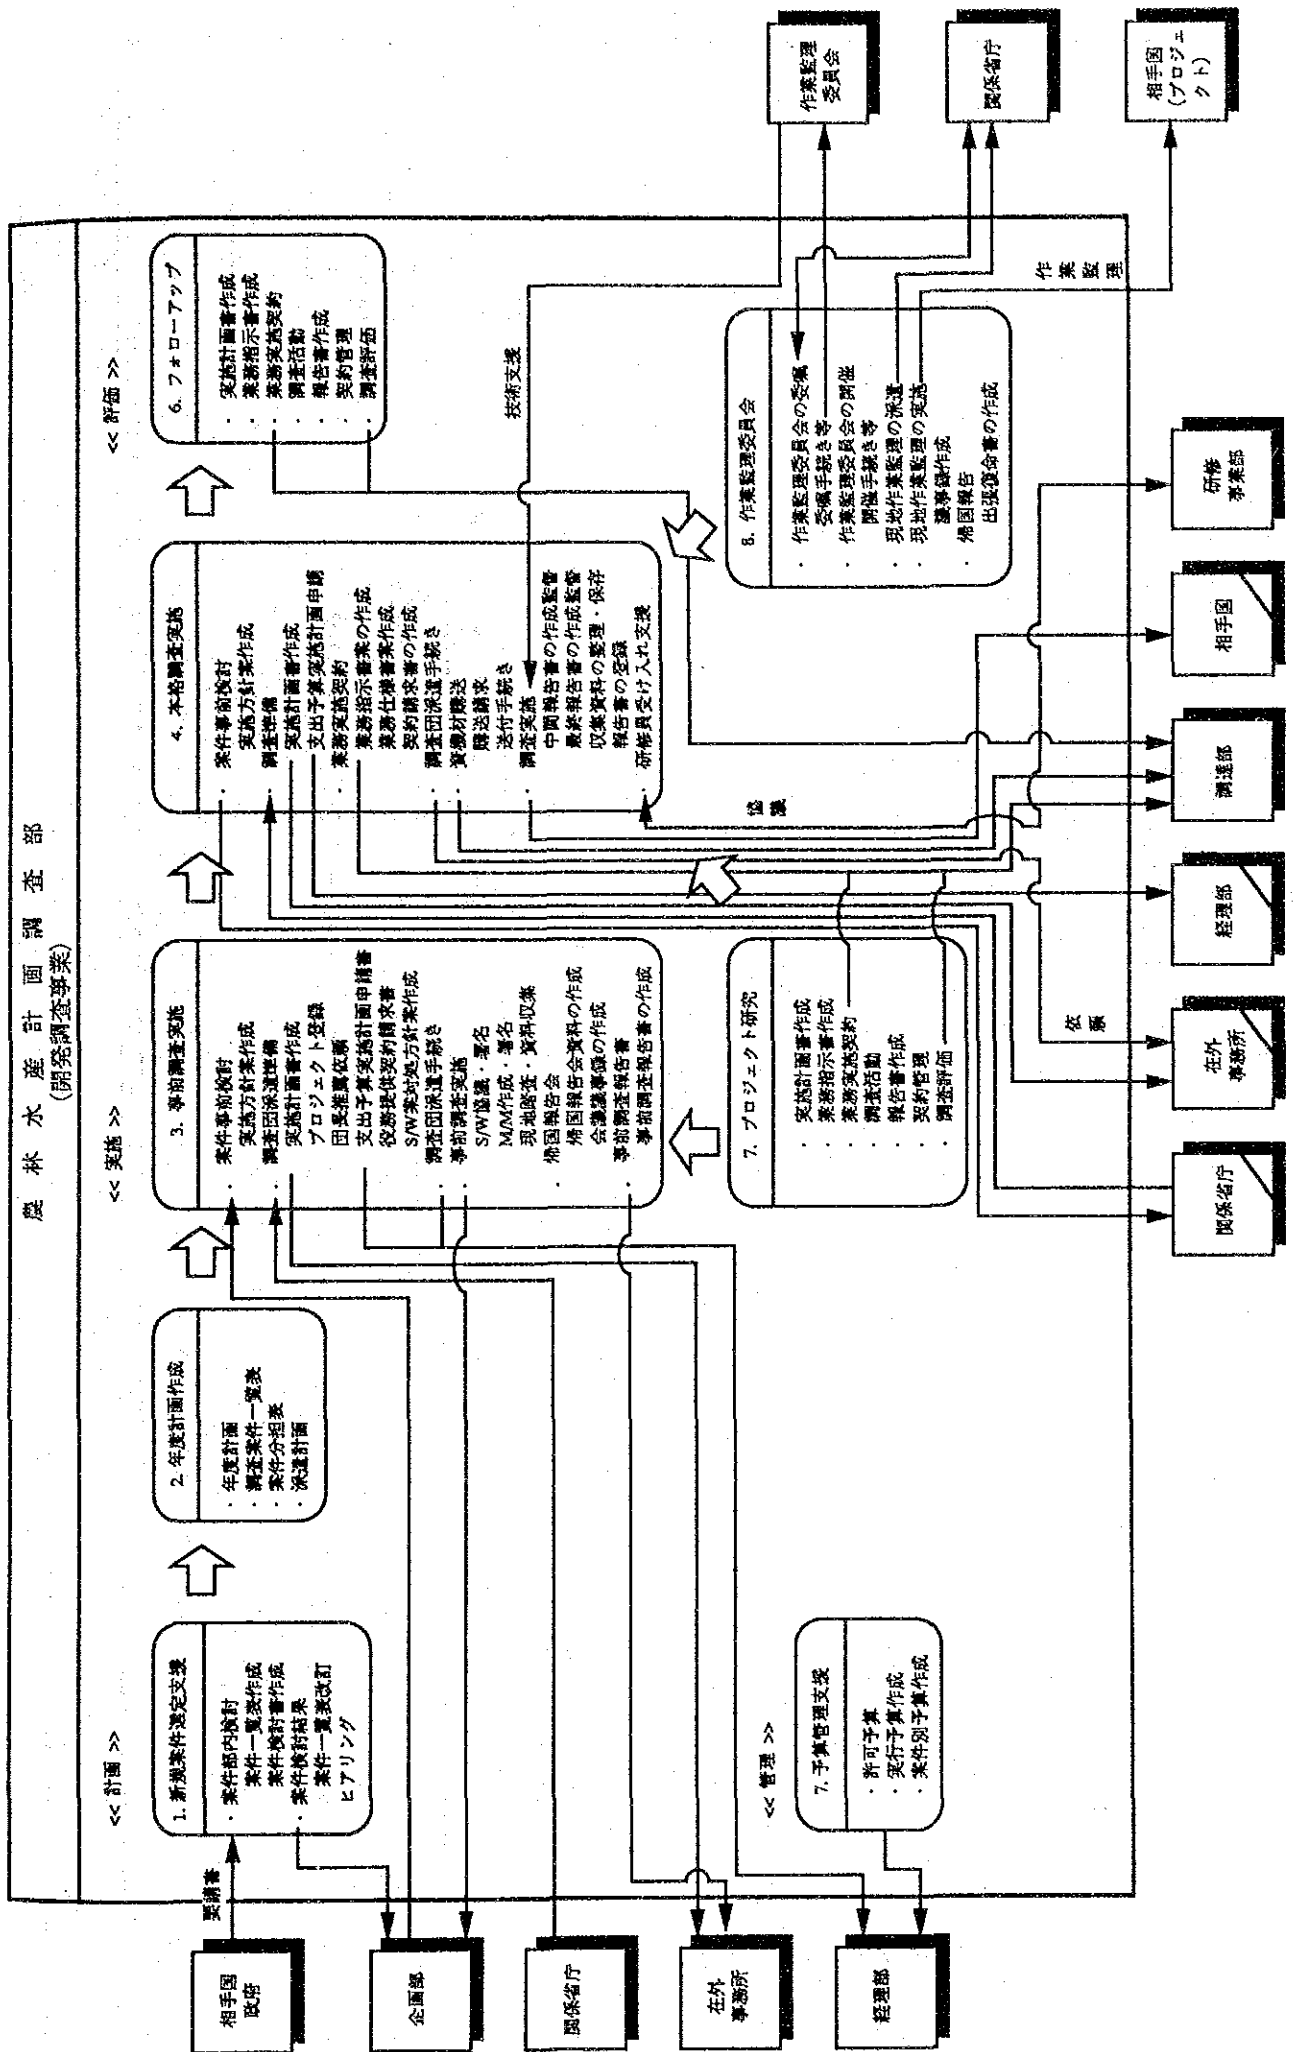 農林水産計画調査部
(開発調査事業)
<< 計画 >>
<< 実施 >>
<< 評価 >>
1. 新規案件選定支援
・ 案件部内検討
案件一覧表作成
案件検討書作成
・ 案件検討結果
案件一覧表改訂
ヒアリング
2. 年度計画作成
・ 年度計画
・ 調査案件一覧表
・ 案件分担表
・ 派遣計画
3. 事前調査実施
・ 案件事前検討
実施方針案作成
・ 調査団派遣準備
実施計画書作成
プロジェクト登録
団長推薦依頼
支出予算実施計画申請書
役務提供契約請求書
S/W案対処方針案作成
・ 調査団派遣手続き
・ 事前調査実施
S/W協議・署名
M/M作成・署名
現地踏査・資料収集
・ 帰国報告会
帰国報告会資料の作成
会議議事録の作成
・ 事前調査報告書
事前調査報告書の作成
4. 本格調査実施
・ 案件事前検討
実施方針案作成
・ 調査準備
実施計画書作成
支出予算実施計画申請
・ 業務実施契約
業務指示書案の作成
業務仕様書案作成
契約請求書の作成
・ 調査団派遣手続き
・ 資機材購送
購送請求
送付手続き
・ 調査実施
中間報告書の作成監督
最終報告書の作成監督
収集資料の整理・保存
報告書の登録
・ 研修員受け入れ支援
6. フォローアップ
・ 実施計画書作成
・ 業務指示書作成
・ 業務実施契約
・ 調査活動
・ 報告書作成
・ 契約管理
・ 調査評価
7. プロジェクト研究
・ 実施計画書作成
・ 業務指示書作成
・ 業務実施契約
・ 調査活動
・ 報告書作成
・ 契約管理
・ 調査評価
8. 作業監理委員会
・ 作業監理委員会の委嘱
委嘱手続き等
・ 作業監理委員会の開催
開催手続き等
・ 現地作業監理の派遣
・ 現地作業監理の実施
議事録作成
・ 帰国報告
出張復命書の作成
<< 管理 >>
7. 予算管理支援
・ 許可予算
・ 実行予算作成
・ 案件別予算作成
要請書
技術支援
作業監理
協議
依頼
相手国
政府
企画部
関係省庁
在外
事務所
経理部
関係省庁
在外
事務所
経理部
調達部
相手国
研修
事業部
作業監理
委員会
関係省庁
相手国
(プロジェ
クト)